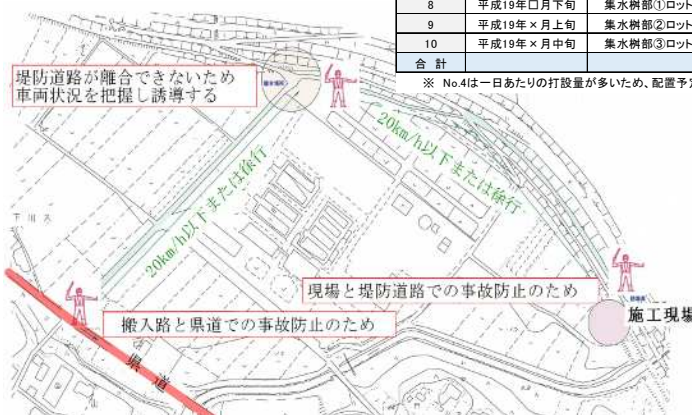 8 平成19年□月下旬 集水桝部①ロット
9 平成19年×月上旬 集水桝部②ロット
10 平成19年×月中旬 集水桝部③ロット
合 計
※ No.4は一日あたりの打設量が多いため、配置予定
堤防道路が離合できないため
車両状況を把握し誘導する
20km/h以下または徐行
20km/h以下または徐行
現場と堤防道路での事故防止のため
施工現場
搬入路と県道での事故防止のため
県道